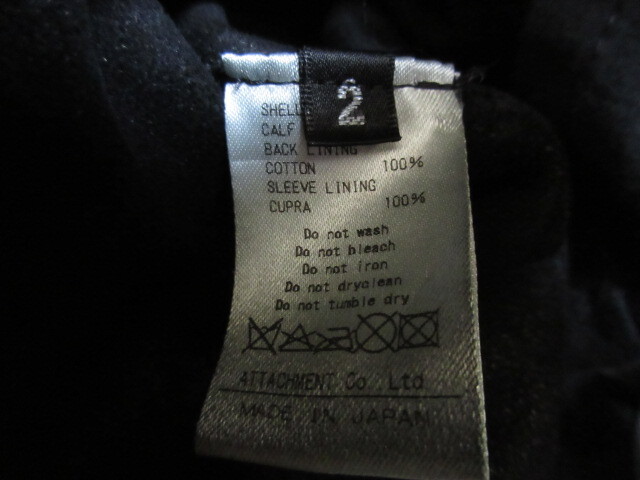 2
SHELL
CALF
BACK LINING
COTTON 100%
SLEEVE LINING
CUPRA 100%
Do not wash
Do not bleach
Do not iron
Do not dryclean
Do not tumble dry
ATTACHMENT Co. Ltd
MADE IN JAPAN